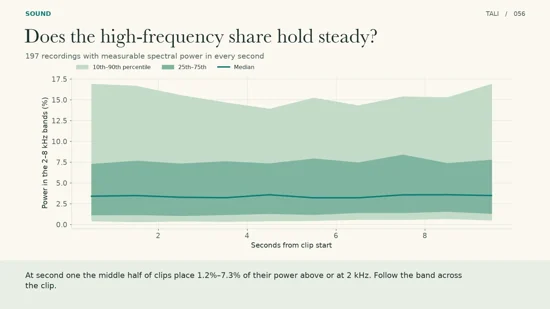 SOUND
TALI / 056
Does the high-frequency share hold steady?
197 recordings with measurable spectral power in every second
10th–90th percentile 25th–75th Median
17.5
15.0
12.5
10.0
7.5
5.0
2.5
0.0
Power in the 2–8 kHz bands (%)
2 4 6 8
Seconds from clip start
At second one the middle half of clips place 1.2%–7.3% of their power above or at 2 kHz. Follow the band across
the clip.